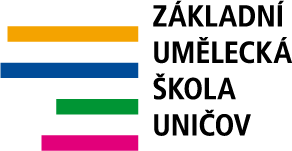 ZÁKLADNÍ
UMĚLECKÁ
ŠKOLA
UNIČOV